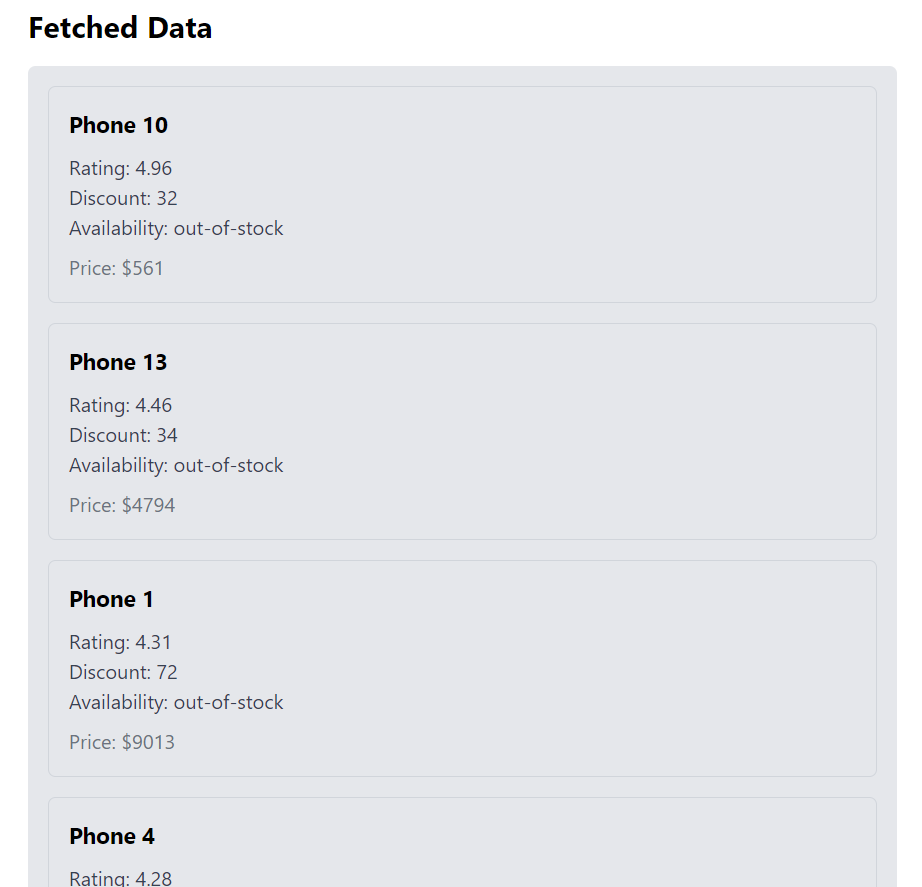 Fetched Data
Phone 10
Rating: 4.96
Discount: 32
Availability: out-of-stock
Price: $561
Phone 13
Rating: 4.46
Discount: 34
Availability: out-of-stock
Price: $4794
Phone 1
Rating: 4.31
Discount: 72
Availability: out-of-stock
Price: $9013
Phone 4
Rating: 4.28